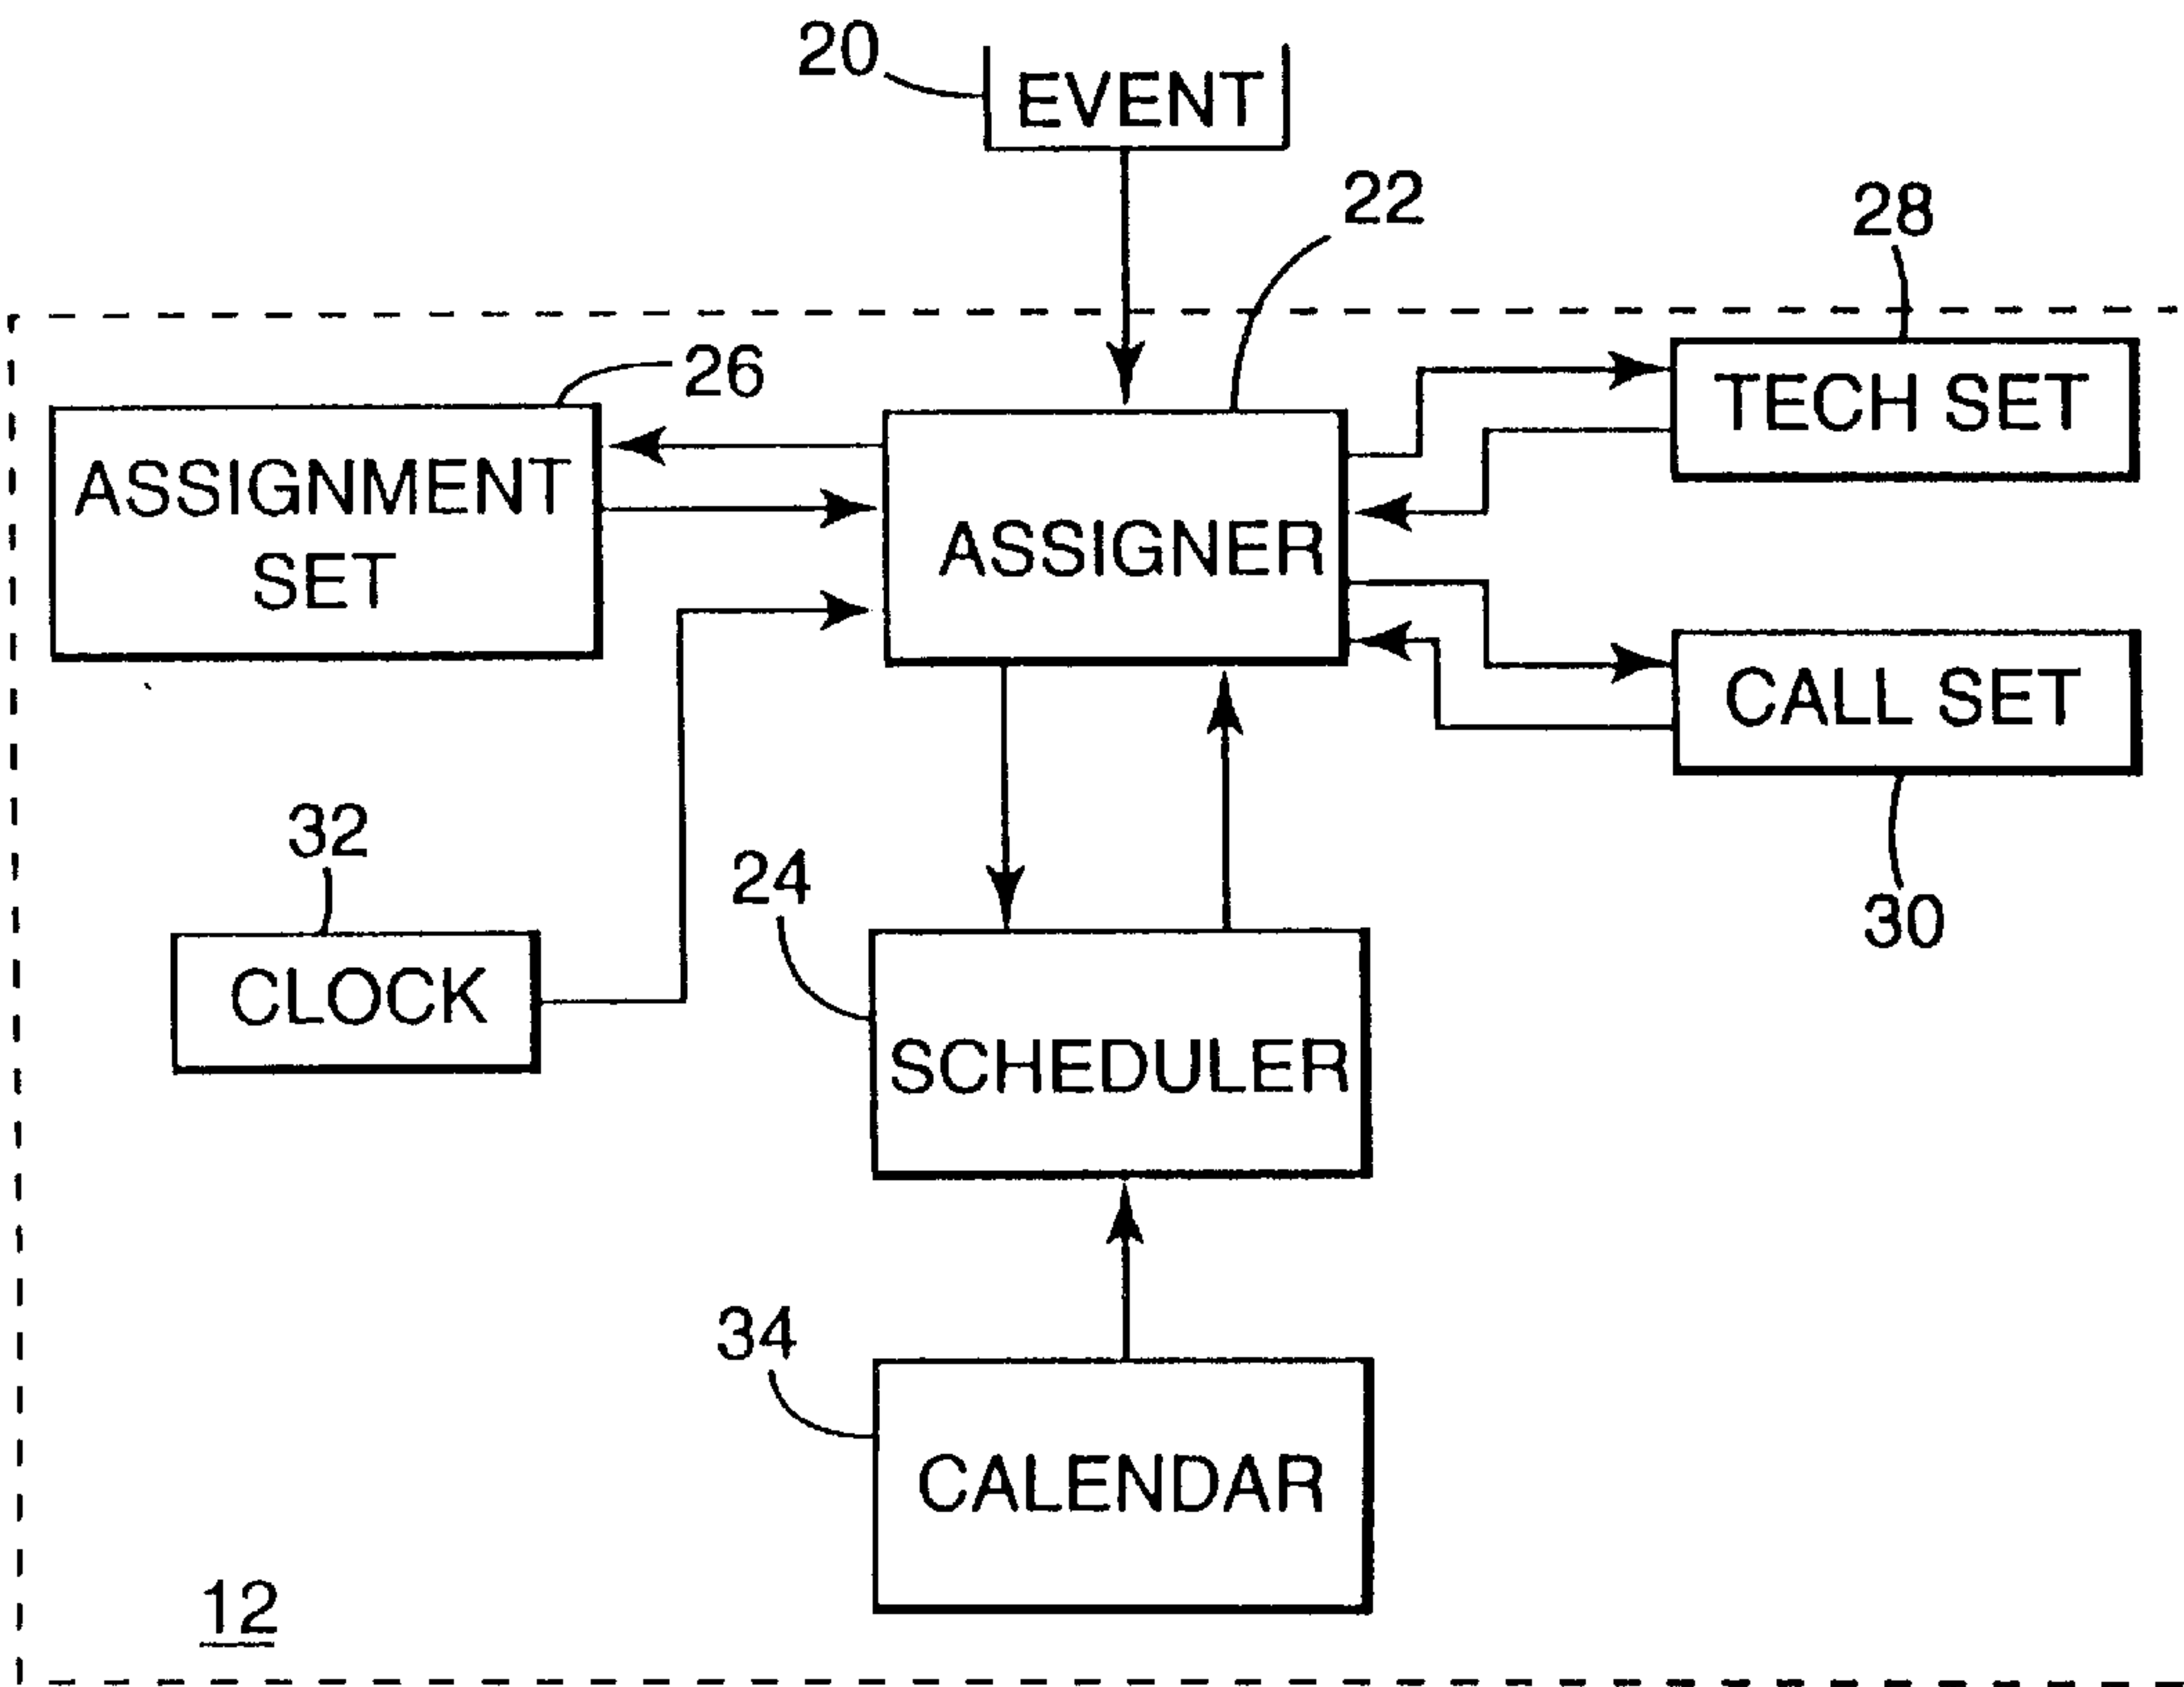 20
EVENT
22
28
26
TECH SET
ASSIGNMENT
SET
ASSIGNER
CALL SET
32
24
30
CLOCK
SCHEDULER
34
CALENDAR
12